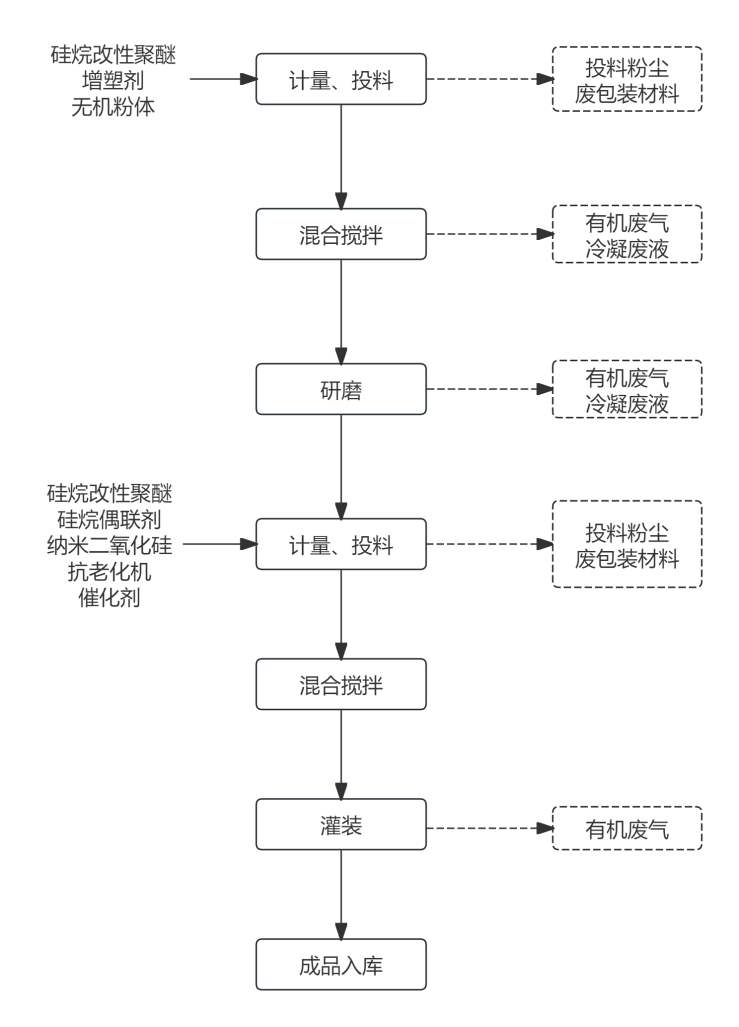 硅烷改性聚醚
增塑剂
无机粉体
计量、投料
投料粉尘
废包装材料
混合搅拌
有机废气
冷凝废液
研磨
有机废气
冷凝废液
硅烷改性聚醚
硅烷偶联剂
纳米二氧化硅
抗老化机
催化剂
计量、投料
投料粉尘
废包装材料
混合搅拌
灌装
有机废气
成品入库